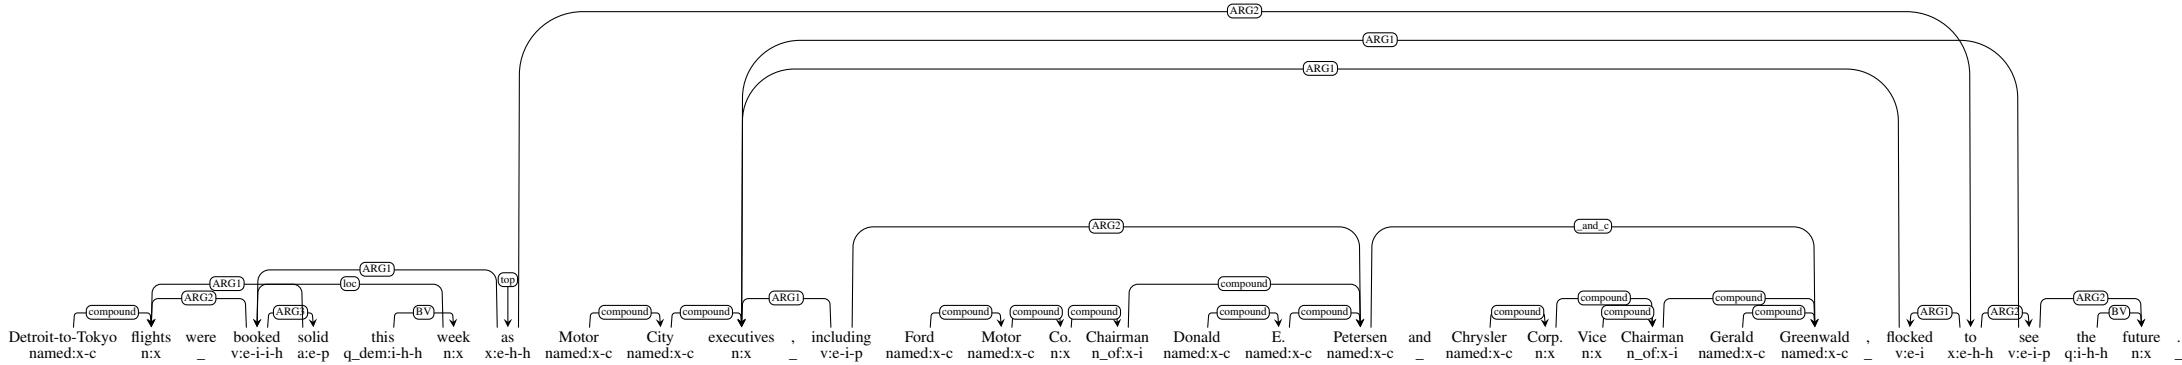 ARG2
ARG1
ARG1
ARG2 _and_c
ARG1 top
ARG1 loc compound ARG2
ARG2 ARG1 compound compound compound
compound ARG3 BV compound compound compound compound compound compound compound compound compound compound ARG1 ARG2 BV
Detroit-to-Tokyo flights were booked solid this week as Motor City executives , including Ford Motor Co. Chairman Donald E. Petersen and Chrysler Corp. Vice Chairman Gerald Greenwald , flocked to see the future .
named:x-c n:x _ v:e-i-i-h a:e-p q_dem:i-h-h n:x x:e-h-h named:x-c named:x-c n:x _ v:e-i-p named:x-c named:x-c n:x n_of:x-i named:x-c named:x-c named:x-c _ named:x-c n:x n:x n_of:x-i named:x-c named:x-c _ v:e-i x:e-h-h v:e-i-p q:i-h-h n:x _